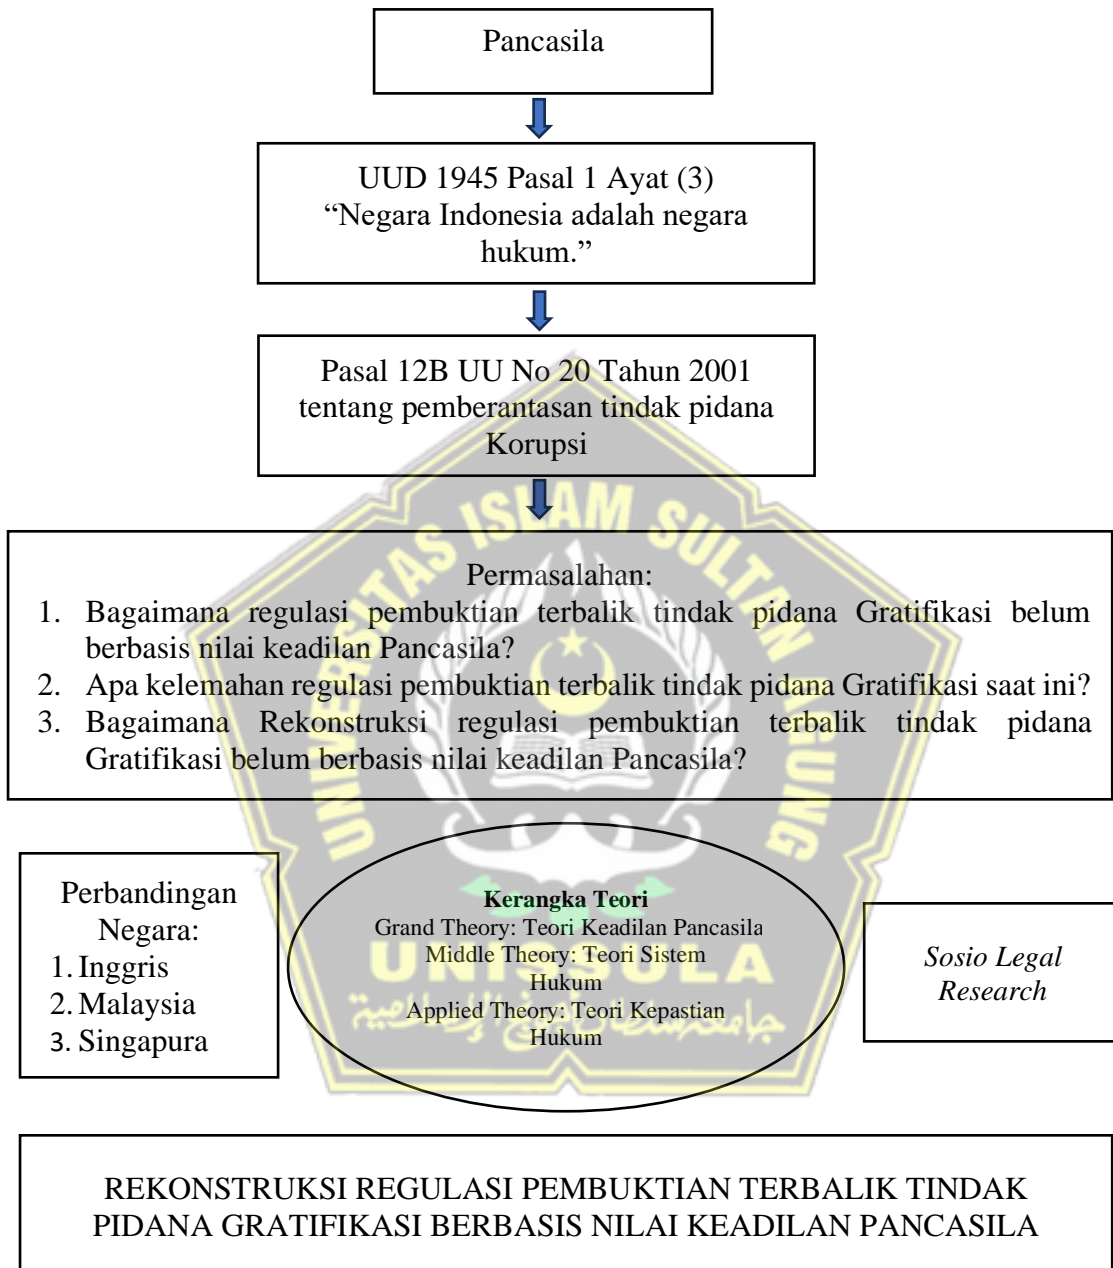 Pancasila
UUD 1945 Pasal 1 Ayat (3)
“Negara Indonesia adalah negara
hukum.”
Pasal 12B UU No 20 Tahun 2001
tentang pemberantasan tindak pidana
Korupsi
Permasalahan:
1. Bagaimana regulasi pembuktian terbalik tindak pidana Gratifikasi belum
berbasis nilai keadilan Pancasila?
2. Apa kelemahan regulasi pembuktian terbalik tindak pidana Gratifikasi saat ini?
3. Bagaimana Rekonstruksi regulasi pembuktian terbalik tindak pidana
Gratifikasi belum berbasis nilai keadilan Pancasila?
Perbandingan
Negara:
1. Inggris
2. Malaysia
3. Singapura
Kerangka Teori
Grand Theory: Teori Keadilan Pancasila
Middle Theory: Teori Sistem
Hukum
Applied Theory: Teori Kepastian
Hukum
Sosio Legal
Research
REKONSTRUKSI REGULASI PEMBUKTIAN TERBALIK TINDAK
PIDANA GRATIFIKASI BERBASIS NILAI KEADILAN PANCASILA
UNIVERSITAS ISLAM SULTAN AGUNG
UNISSULA